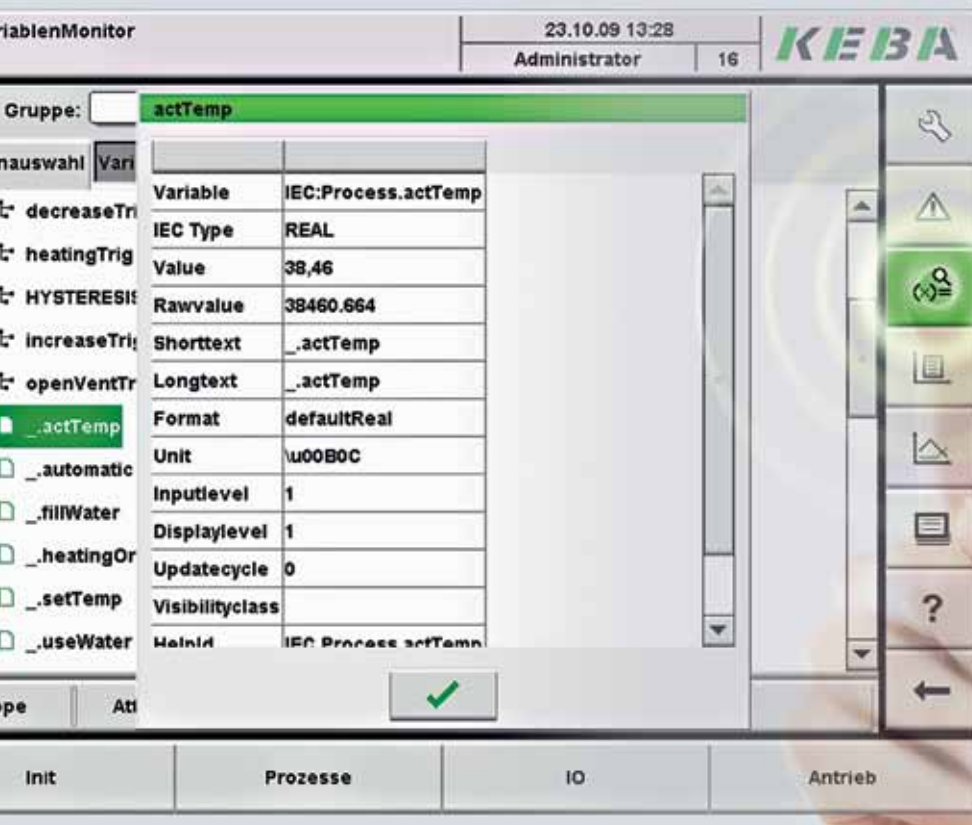 riablenMonitor
23.10.09 13:28
Administrator
16
KEBA
Gruppe:
actTemp
nauswahl
Vari
Variable IEC:Process.actTemp
IEC Type REAL
Value 38,46
Rawvalue 38460.664
Shorttext _.actTemp
Longtext _.actTemp
Format defaultReal
Unit \u00B0C
Inputlevel 1
Displaylevel 1
Updatecycle 0
Visibilityclass
HelpId IEC.Process.actTemp
decreaseTri
heatingTrig
HYSTERESIS
increaseTrig
openVentTr
_.actTemp
_.automatic
_.fillWater
_.heatingOn
_.setTemp
_.useWater
(x)=
?
ppe
Att
Init
Prozesse
IO
Antrieb